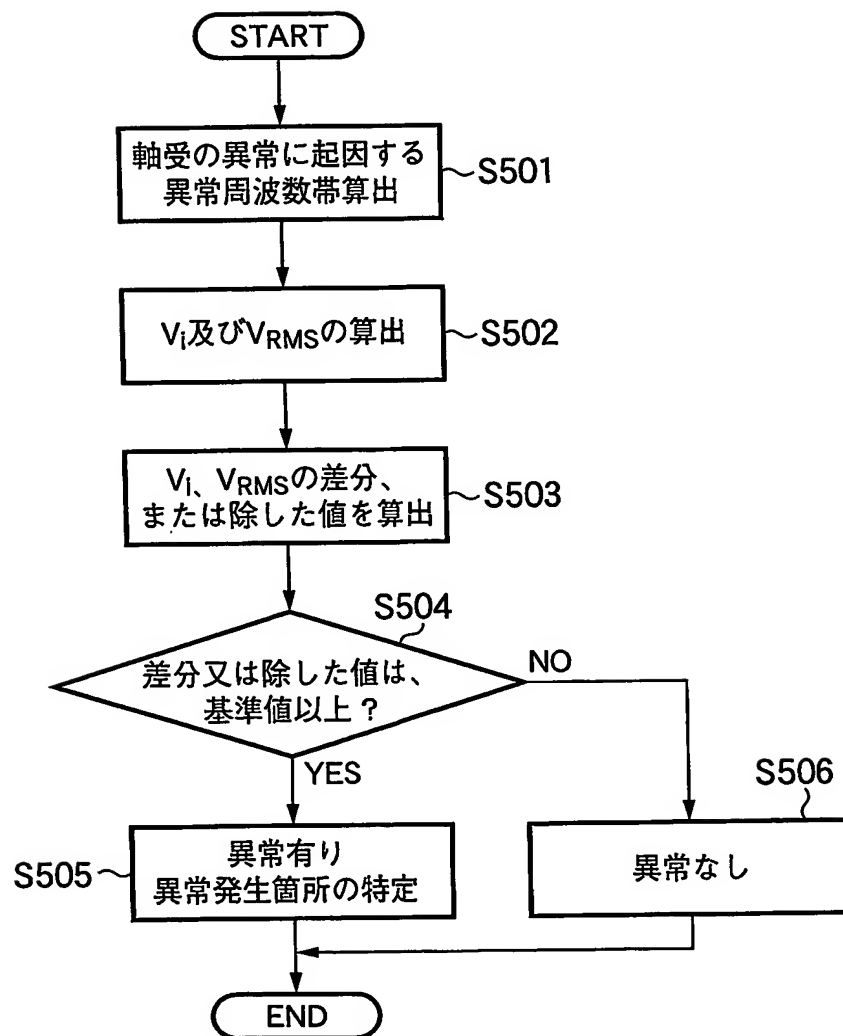 START
軸受の異常に起因する
異常周波数帯算出
S501
Vi及びVRMSの算出
S502
Vi、VRMSの差分、
または除した値を算出
S503
S504
差分又は除した値は、
基準値以上?
NO
YES
S505
異常有り
異常発生箇所の特定
S506
異常なし
END